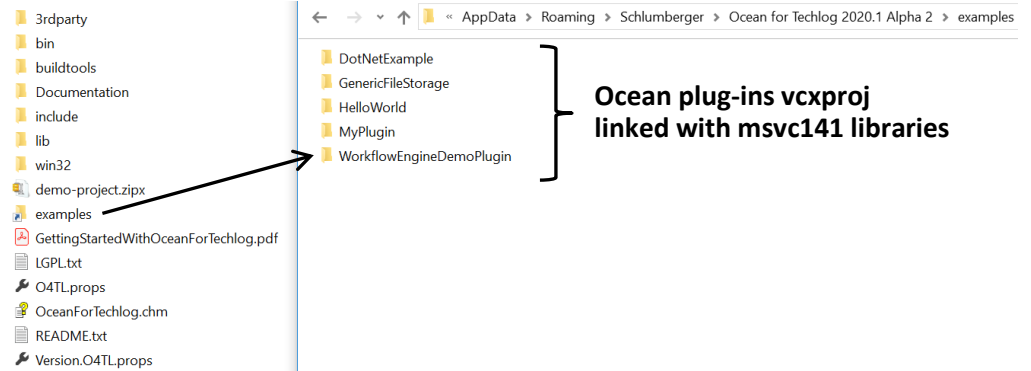 3rdparty
bin
buildtools
Documentation
include
lib
win32
demo-project.zipx
examples
GettingStartedWithOceanForTechlog.pdf
LGPL.txt
O4TL.props
OceanForTechlog.chm
README.txt
Version.O4TL.props
« AppData > Roaming > Schlumberger > Ocean for Techlog 2020.1 Alpha 2 > examples
DotNetExample
GenericFileStorage
HelloWorld
MyPlugin
WorkflowEngineDemoPlugin
Ocean plug-ins vcxproj
linked with msvc141 libraries